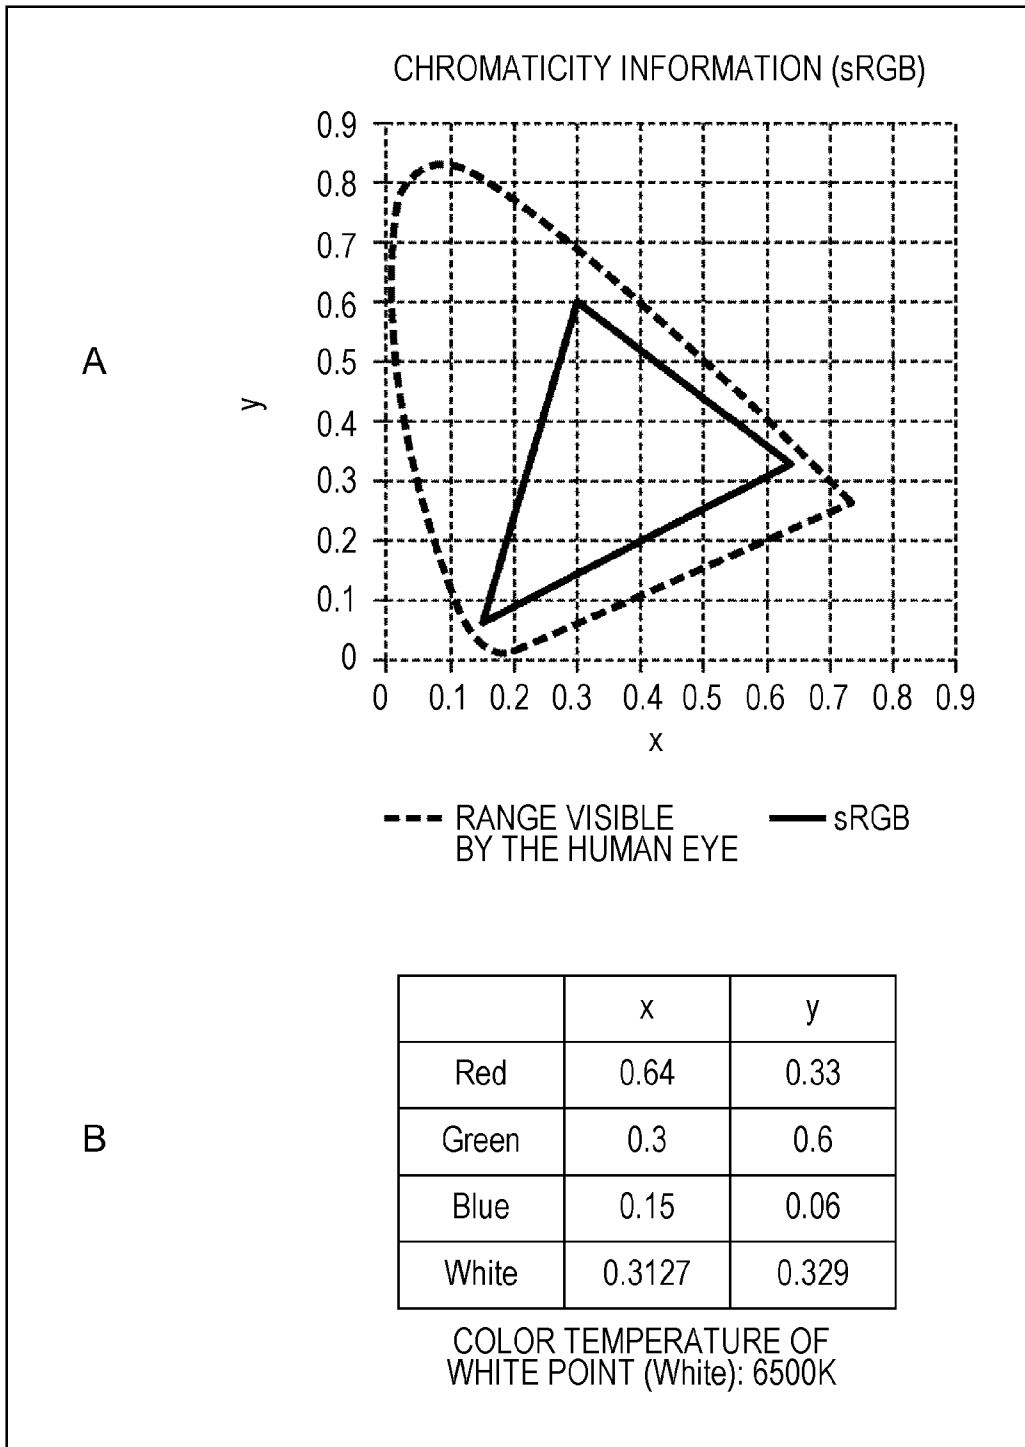 CHROMATICITY INFORMATION (sRGB)
A
y
0.9
0.8
0.7
0.6
0.5
0.4
0.3
0.2
0.1
0
0 0.1 0.2 0.3 0.4 0.5 0.6 0.7 0.8 0.9
x
RANGE VISIBLE
BY THE HUMAN EYE
sRGB
B
x y
Red 0.64 0.33
Green 0.3 0.6
Blue 0.15 0.06
White 0.3127 0.329
COLOR TEMPERATURE OF
WHITE POINT (White): 6500K